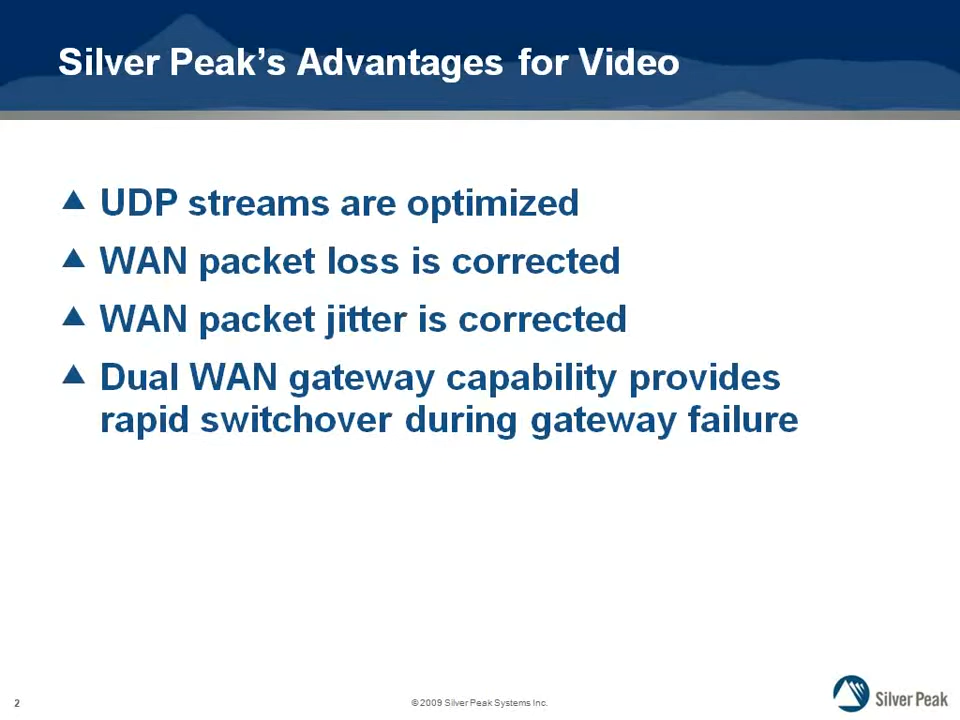 Silver Peak’s Advantages for Video
UDP streams are optimized
WAN packet loss is corrected
WAN packet jitter is corrected
Dual WAN gateway capability provides
rapid switchover during gateway failure
2
© 2009 Silver Peak Systems Inc.
Silver Peak